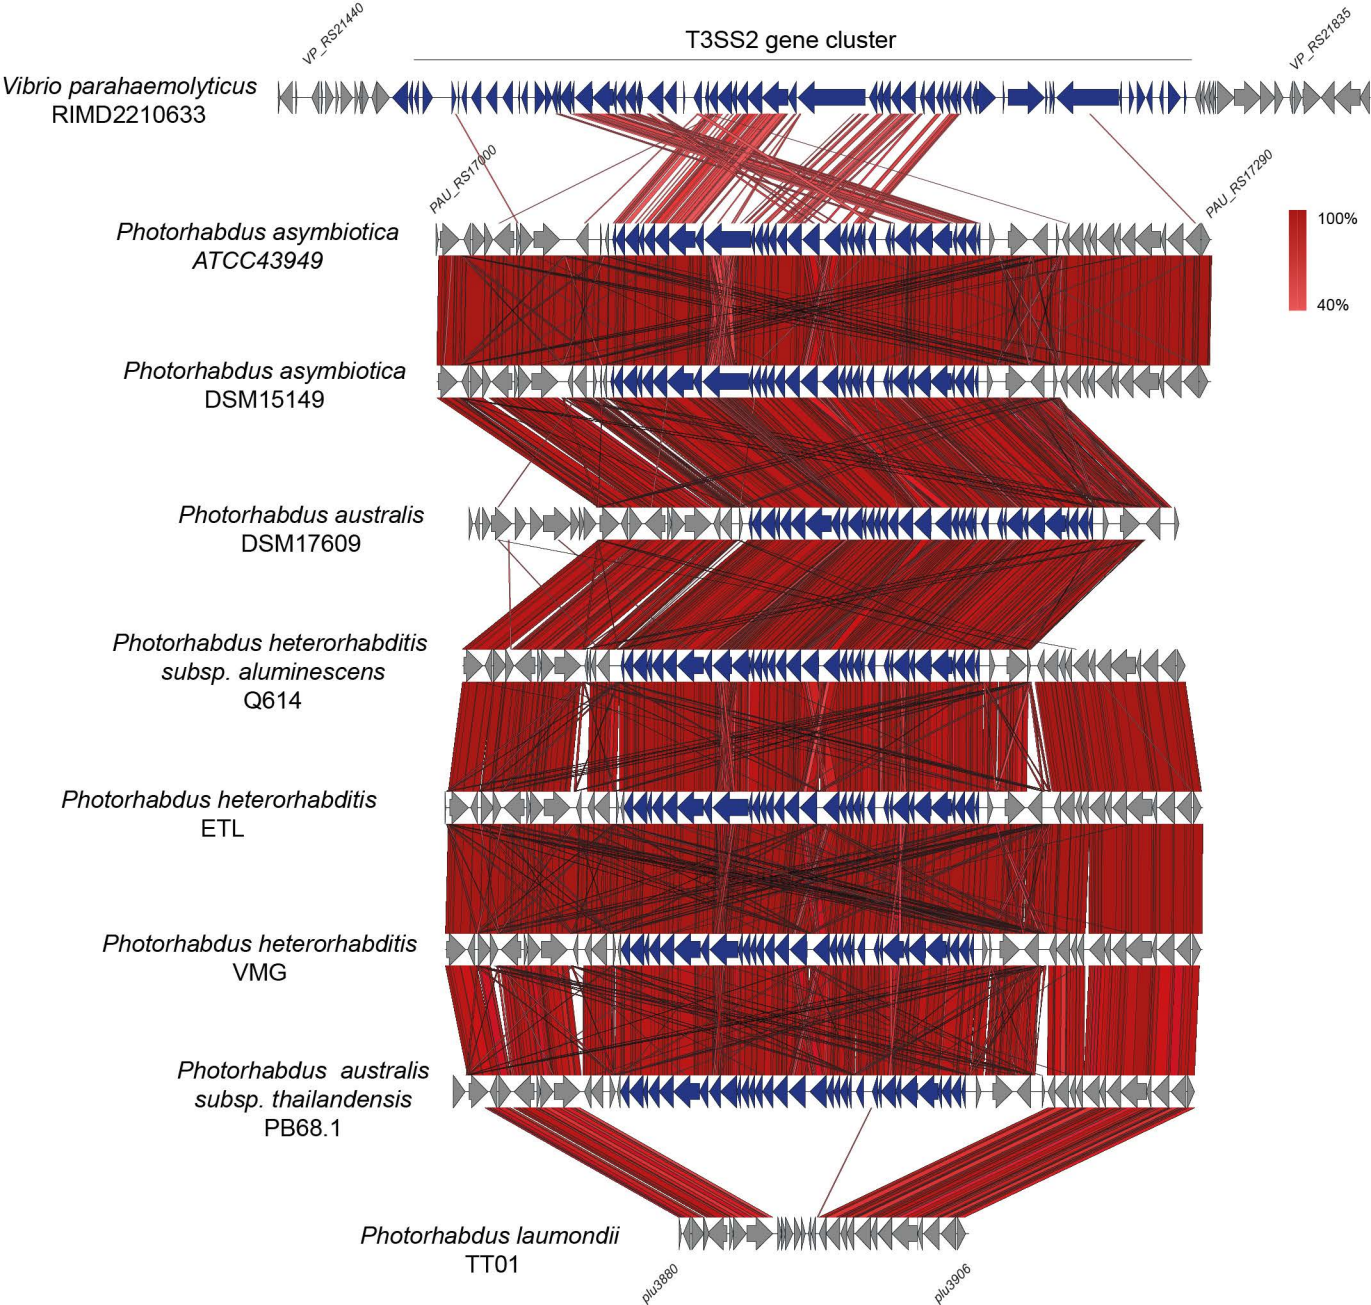 VP_RS21440
T3SS2 gene cluster
VP_RS21835
Vibrio parahaemolyticus
RIMD2210633
PAU_RS17000
PAU_RS17290
Photorhabdus asymbiotica
ATCC43949
100%
40%
Photorhabdus asymbiotica
DSM15149
Photorhabdus australis
DSM17609
Photorhabdus heterorhabditis
subsp. aluminescens
Q614
Photorhabdus heterorhabditis
ETL
Photorhabdus heterorhabditis
VMG
Photorhabdus australis
subsp. thailandensis
PB68.1
Photorhabdus laumondii
TT01
plu3880
plu3906